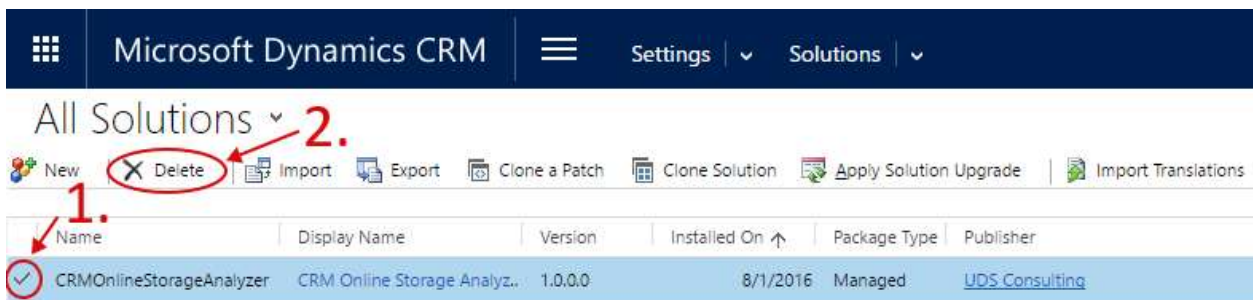 Microsoft Dynamics CRM Settings Solutions
All Solutions
2.
New Delete Import Export Clone a Patch Clone Solution Apply Solution Upgrade Import Translations
1.
Name Display Name Version Installed On Package Type Publisher
CRMOnlineStorageAnalyzer CRM Online Storage Analyz.. 1.0.0.0 8/1/2016 Managed UDS Consulting